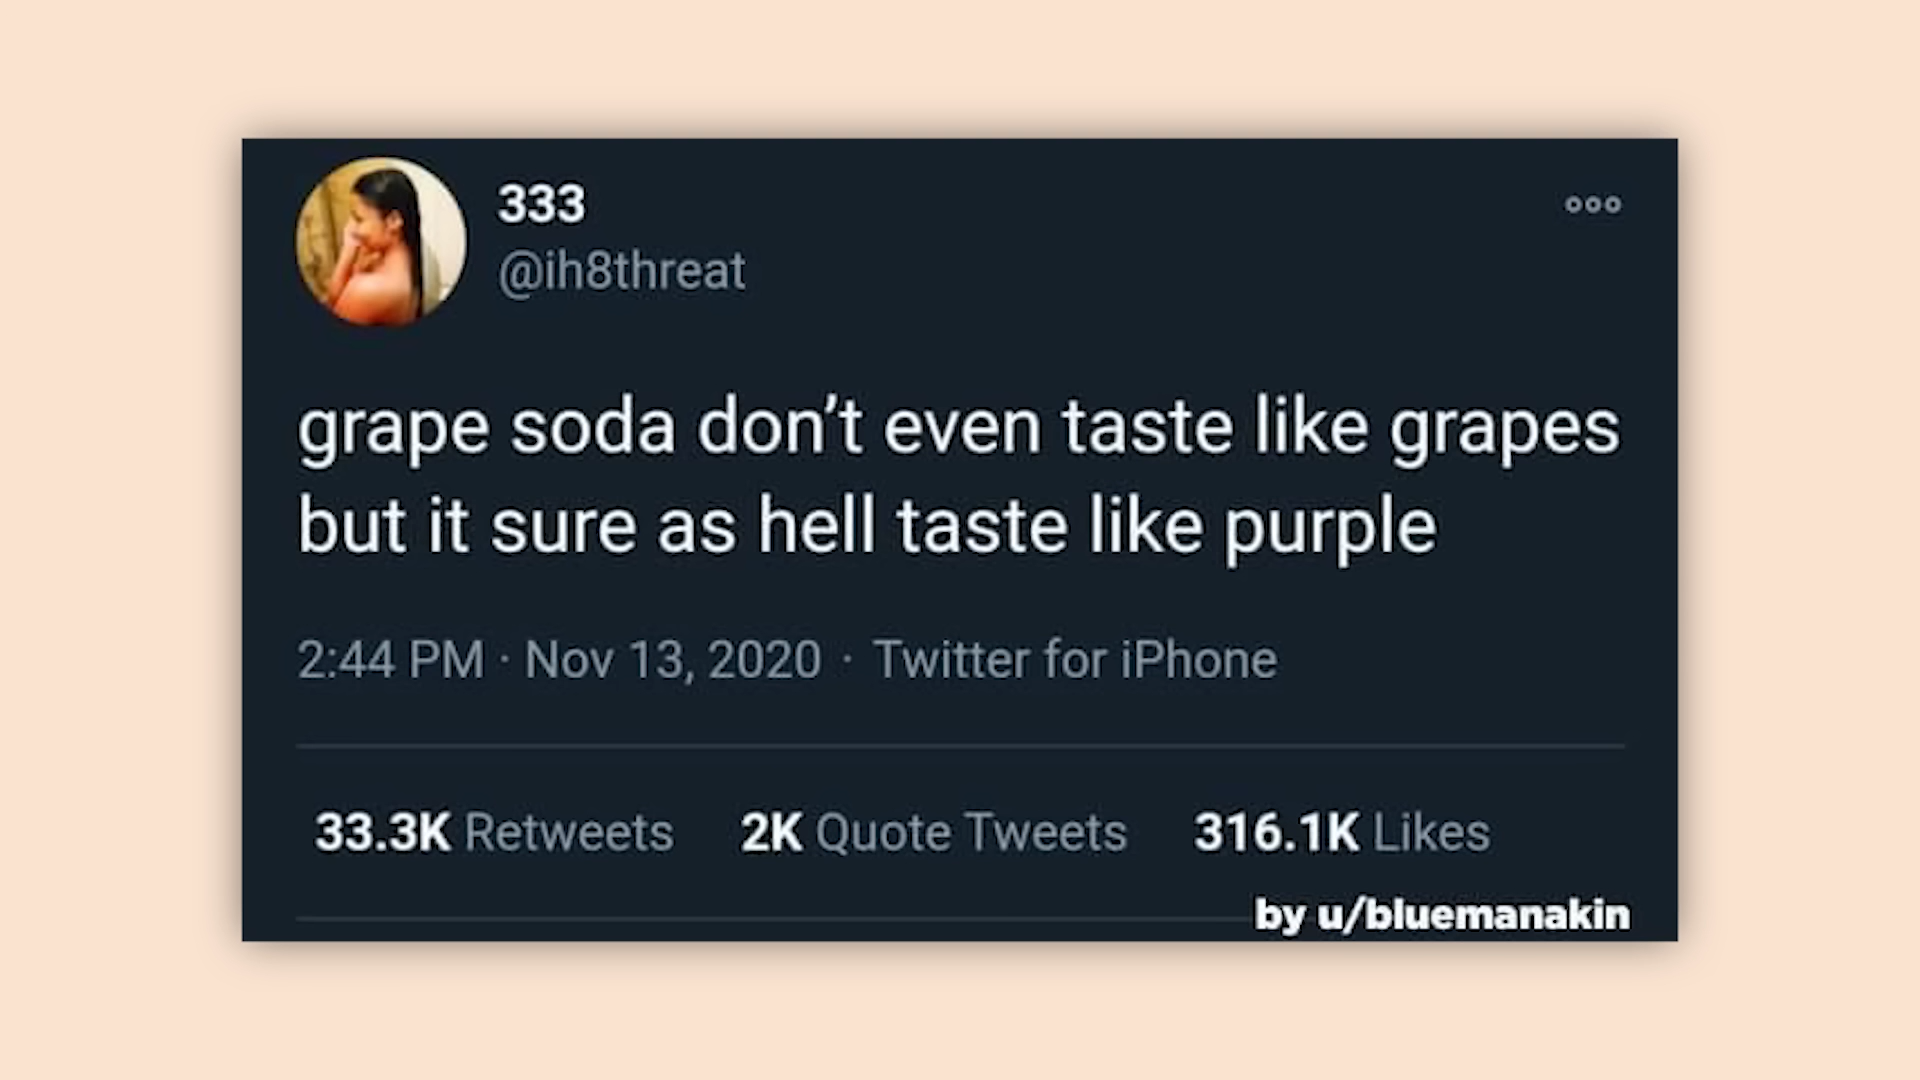 333
@ih8threat
grape soda don’t even taste like grapes
but it sure as hell taste like purple
2:44 PM · Nov 13, 2020 · Twitter for iPhone
33.3K Retweets 2K Quote Tweets 316.1K Likes
by u/bluemanakin